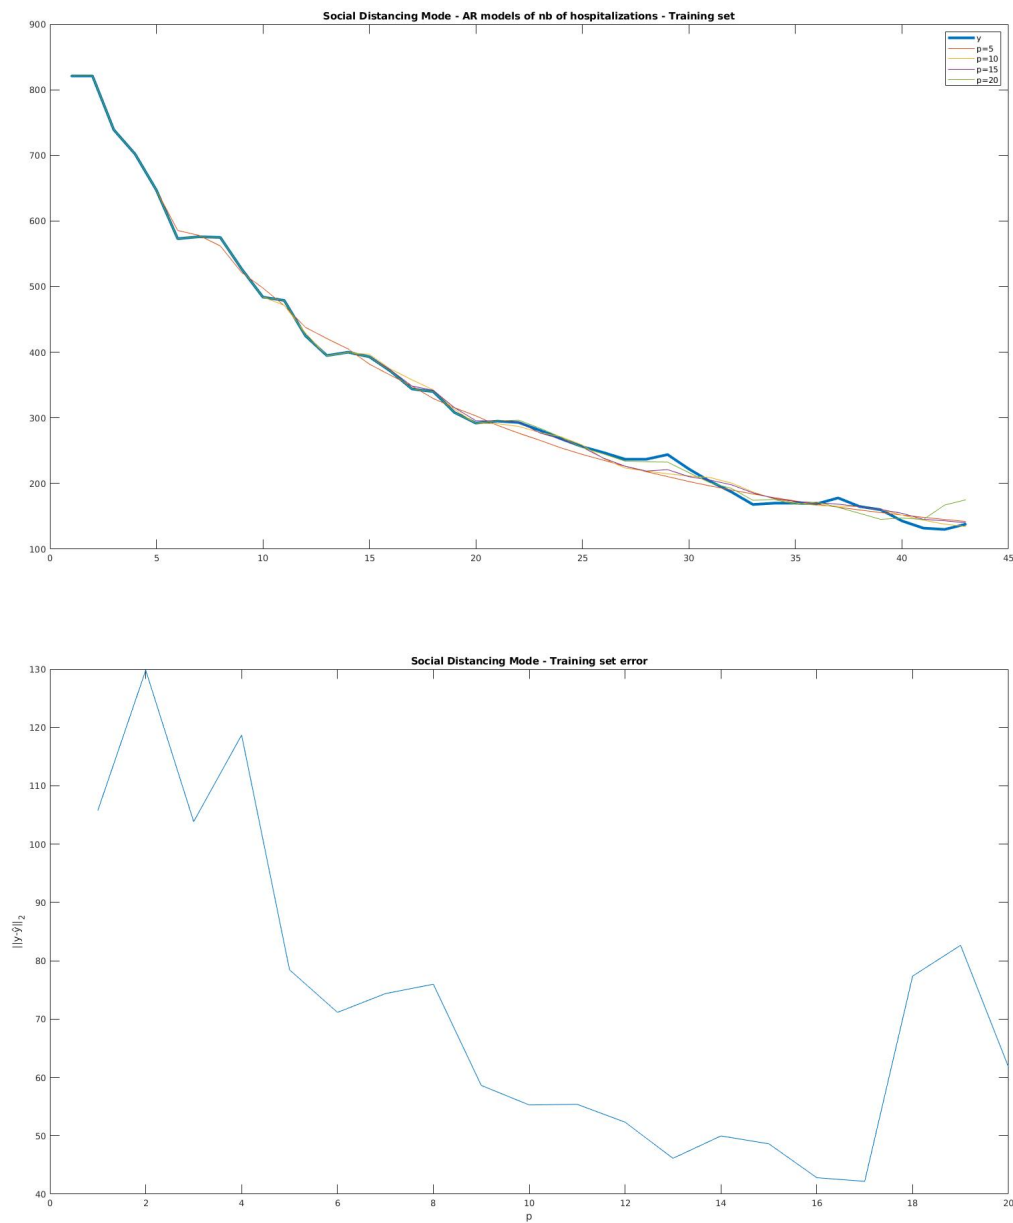 Social Distancing Mode - AR models of nb of hospitalizations - Training set
900
800
700
600
500
400
300
200
100
0 5 10 15 20 25 30 35 40 45
y
p=5
p=10
p=15
p=20
Social Distancing Mode - Training set error
130
120
110
100
90
80
70
60
50
40
||y-ŷ||2
0 2 4 6 8 10 12 14 16 18 20
p